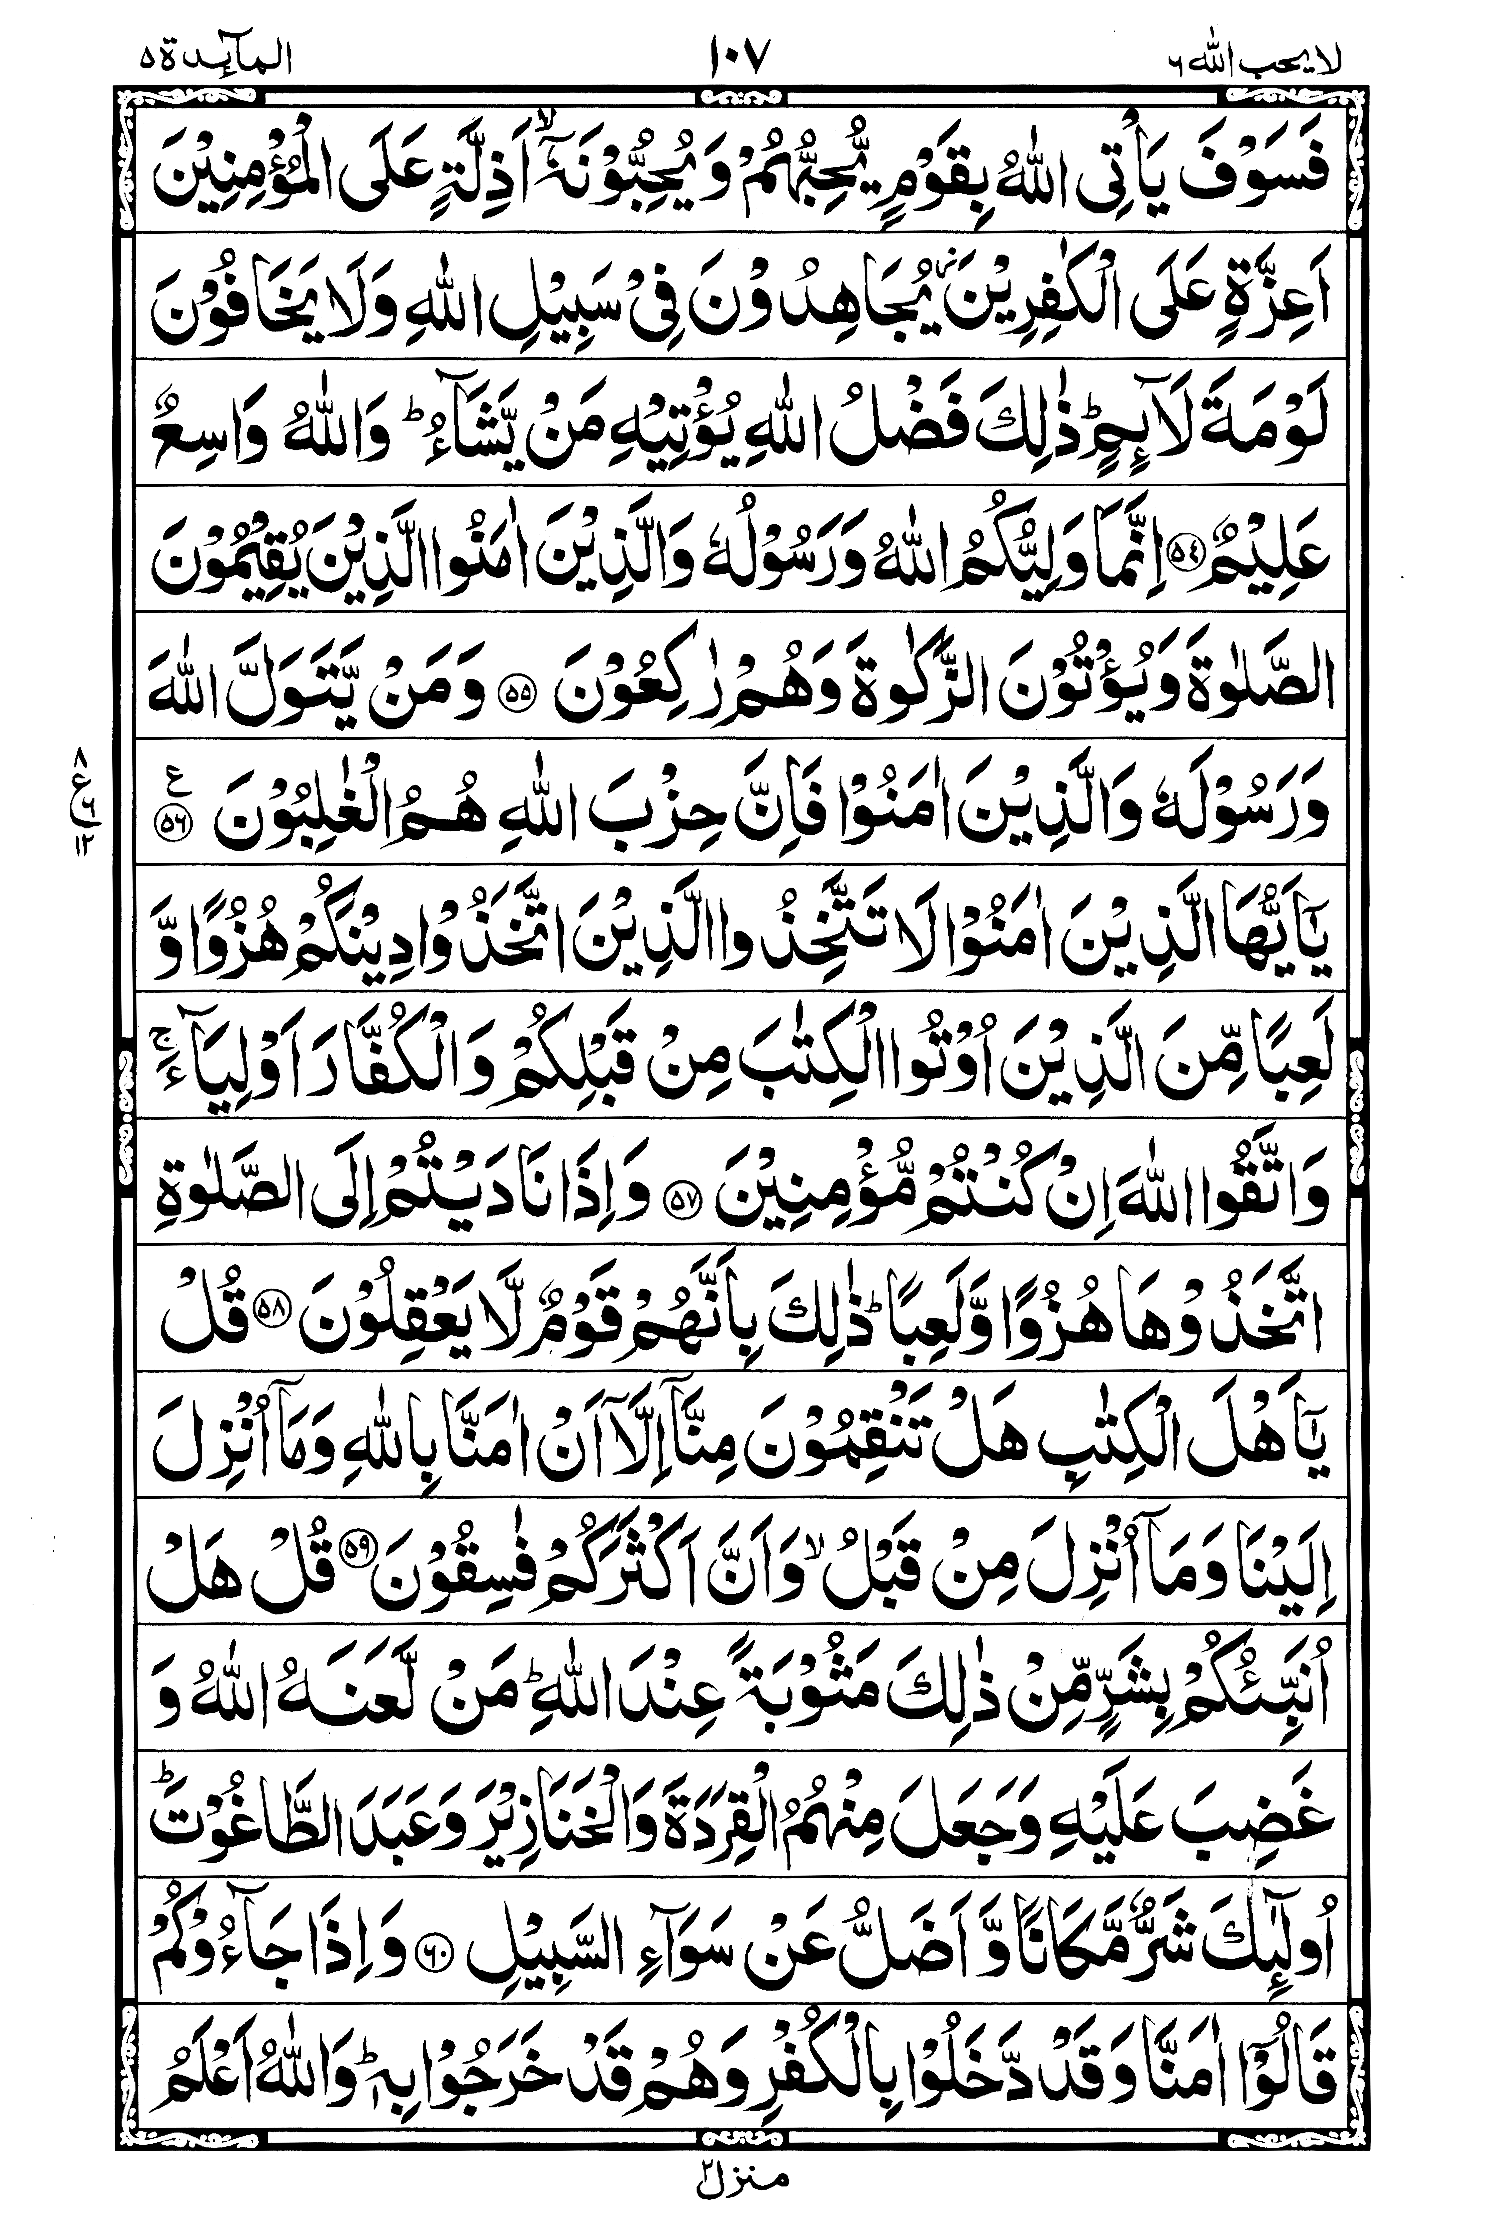 لا يحب الله ٦
١٠٧
المآىِٕدة ٥
فَسَوْفَ يَاْتِی اللّٰهُ بِقَوْمٍ یُّحِبُّهُمْ وَ یُحِبُّوْنَهٗۤۙ اَذِلَّةٍ عَلَی الْمُؤْمِنِیْنَ
اَعِزَّةٍ عَلَی الْكٰفِرِیْنَ٘ یُجَاهِدُوْنَ فِیْ سَبِیْلِ اللّٰهِ وَ لَا یَخَافُوْنَ
لَوْمَةَ لَآىِٕمٍؕ ذٰلِكَ فَضْلُ اللّٰهِ یُؤْتِیْهِ مَنْ یَّشَآءُؕ وَ اللّٰهُ وَاسِعٌ
عَلِیْمٌ ۝٥٤ اِنَّمَا وَلِیُّكُمُ اللّٰهُ وَ رَسُوْلُهٗ وَ الَّذِیْنَ اٰمَنُوا الَّذِیْنَ یُقِیْمُوْنَ
الصَّلٰوةَ وَ یُؤْتُوْنَ الزَّكٰوةَ وَ هُمْ رٰكِعُوْنَ ۝٥٥ وَ مَنْ یَّتَوَلَّ اللّٰهَ
وَ رَسُوْلَهٗ وَ الَّذِیْنَ اٰمَنُوْا فَاِنَّ حِزْبَ اللّٰهِ هُمُ الْغٰلِبُوْنَ ۝٥٦ ع
٨ ع ٦ ١٢
یٰۤاَیُّهَا الَّذِیْنَ اٰمَنُوْا لَا تَتَّخِذُوا الَّذِیْنَ اتَّخَذُوْا دِیْنَكُمْ هُزُوًا وَّ
لَعِبًا مِّنَ الَّذِیْنَ اُوْتُوا الْكِتٰبَ مِنْ قَبْلِكُمْ وَ الْكُفَّارَ اَوْلِیَآءَۚ
وَ اتَّقُوا اللّٰهَ اِنْ كُنْتُمْ مُّؤْمِنِیْنَ ۝٥٧ وَ اِذَا نَادَیْتُمْ اِلَی الصَّلٰوةِ
اتَّخَذُوْهَا هُزُوًا وَّ لَعِبًاؕ ذٰلِكَ بِاَنَّهُمْ قَوْمٌ لَّا یَعْقِلُوْنَ ۝٥٨ قُلْ
یٰۤاَهْلَ الْكِتٰبِ هَلْ تَنْقِمُوْنَ مِنَّاۤ اِلَّاۤ اَنْ اٰمَنَّا بِاللّٰهِ وَ مَاۤ اُنْزِلَ
اِلَیْنَا وَ مَاۤ اُنْزِلَ مِنْ قَبْلُۙ وَ اَنَّ اَكْثَرَكُمْ فٰسِقُوْنَ ۝٥٩ قُلْ هَلْ
اُنَبِّئُكُمْ بِشَرٍّ مِّنْ ذٰلِكَ مَثُوْبَةً عِنْدَ اللّٰهِؕ مَنْ لَّعَنَهُ اللّٰهُ وَ
غَضِبَ عَلَیْهِ وَ جَعَلَ مِنْهُمُ الْقِرَدَةَ وَ الْخَنَازِیْرَ وَ عَبَدَ الطَّاغُوْتَؕ
اُولٰٓىِٕكَ شَرٌّ مَّكَانًا وَّ اَضَلُّ عَنْ سَوَآءِ السَّبِیْلِ ۝٦٠ وَ اِذَا جَآءُوْكُمْ
قَالُوْۤا اٰمَنَّا وَ قَدْ دَّخَلُوْا بِالْكُفْرِ وَ هُمْ قَدْ خَرَجُوْا بِهٖؕ وَ اللّٰهُ اَعْلَمُ
منزل ٢